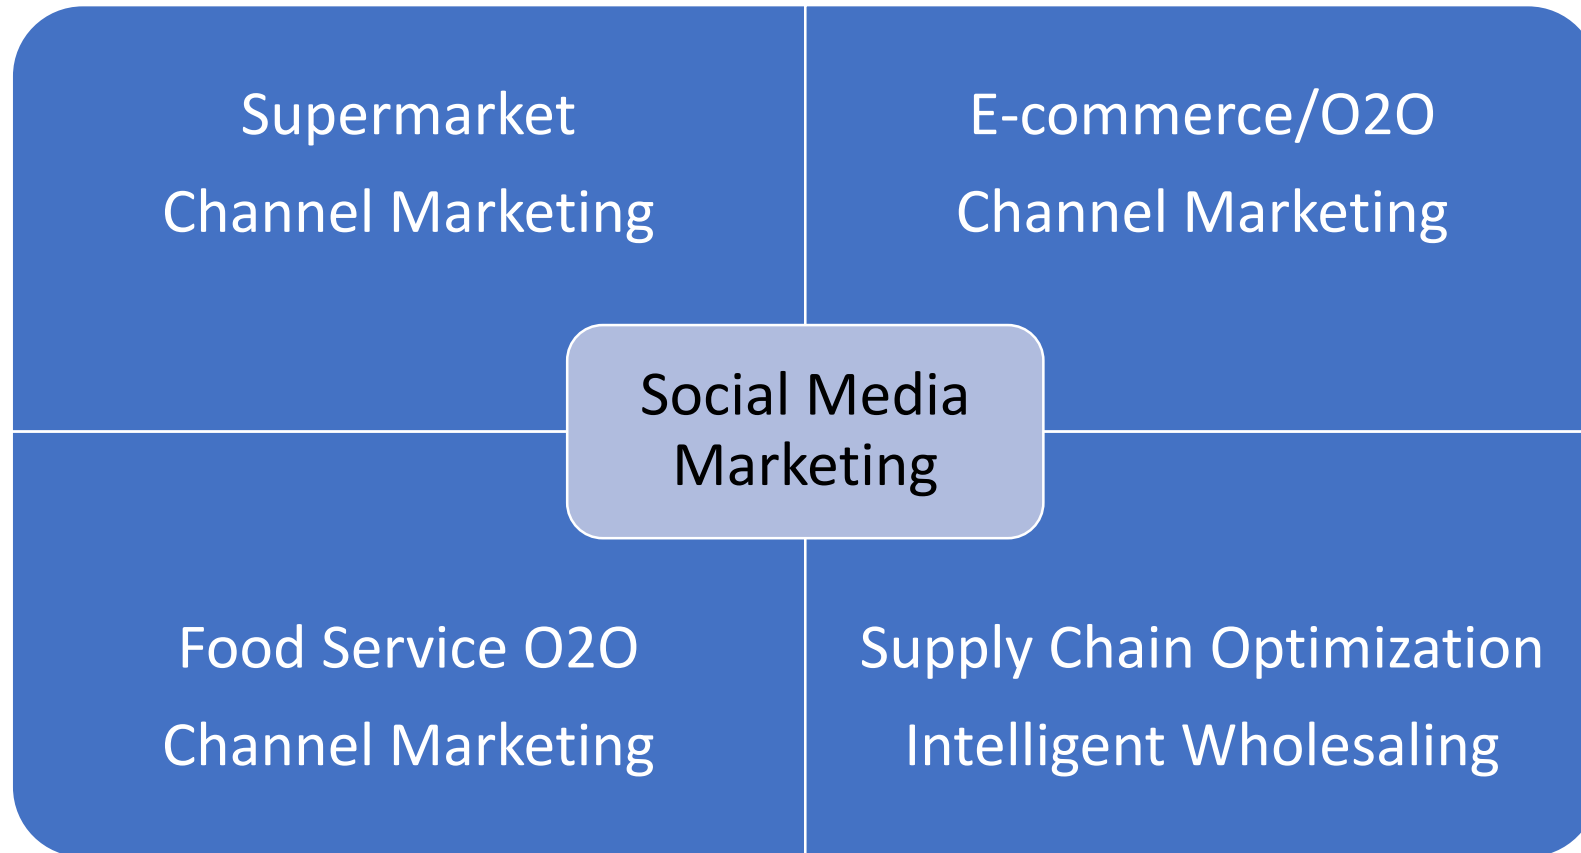 Supermarket
Channel Marketing
E-commerce/O2O
Channel Marketing
Social Media
Marketing
Food Service O2O
Channel Marketing
Supply Chain Optimization
Intelligent Wholesaling